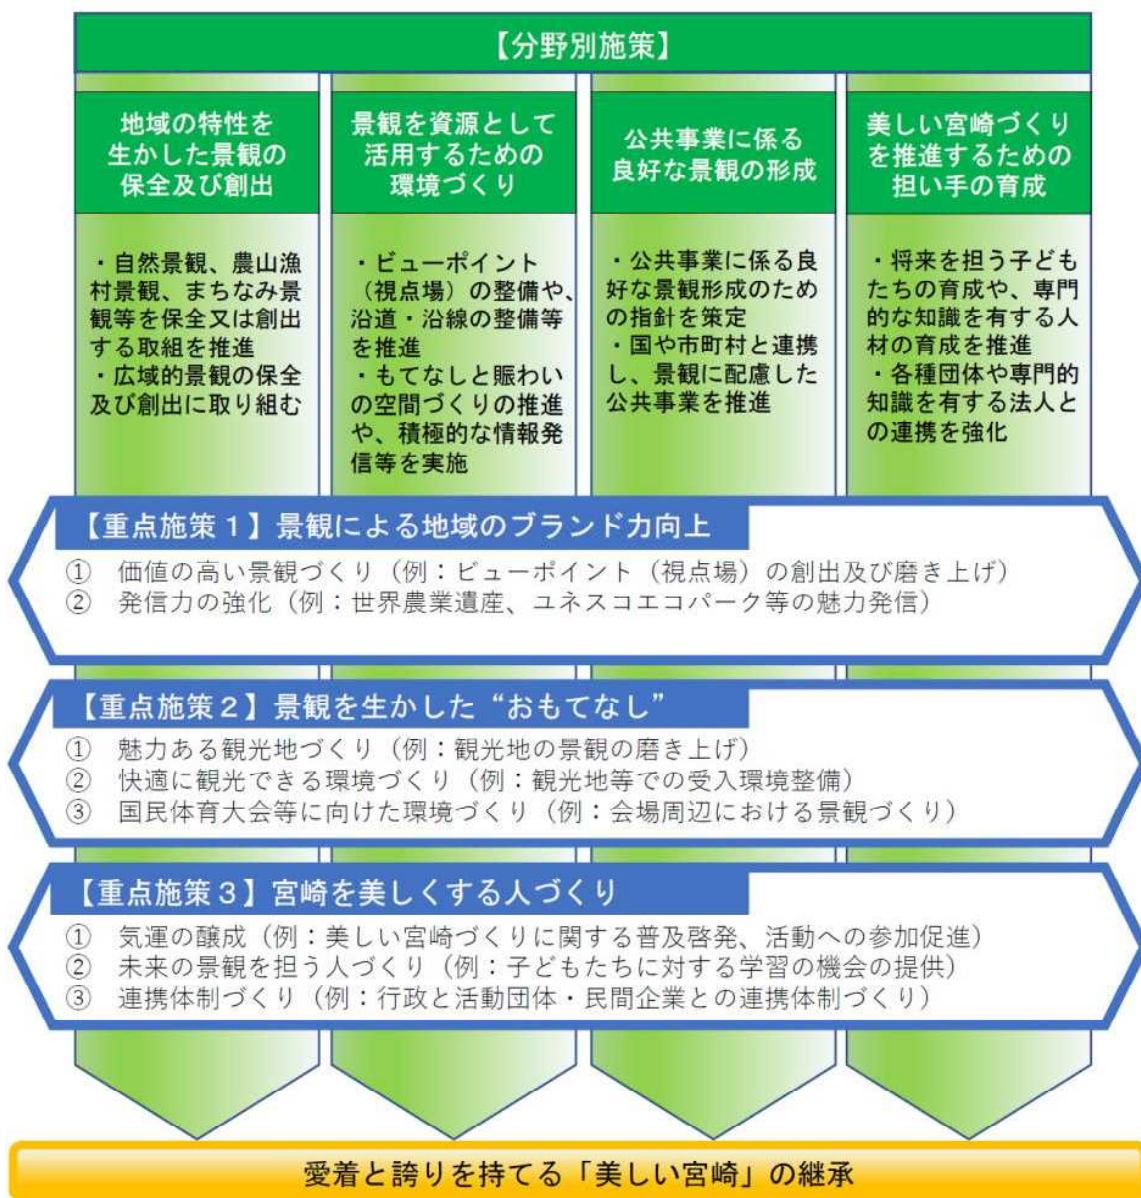 【分野別施策】
地域の特性を
生かした景観の
保全及び創出
・自然景観、農山漁
村景観、まちなみ景
観等を保全又は創出
する取組を推進
・広域的景観の保全
及び創出に取り組む
景観を資源として
活用するための
環境づくり
・ビューポイント
（視点場）の整備や、
沿道・沿線の整備等
を推進
・もてなしと賑わい
の空間づくりの推進
や、積極的な情報発
信等を実施
公共事業に係る
良好な景観の形成
・公共事業に係る良
好な景観形成のため
の指針を策定
・国や市町村と連携
し、景観に配慮した
公共事業を推進
美しい宮崎づくり
を推進するための
担い手の育成
・将来を担う子ども
たちの育成や、専門
的な知識を有する人
材の育成を推進
・各種団体や専門的
知識を有する法人と
の連携を強化
【重点施策１】景観による地域のブランド力向上
① 価値の高い景観づくり（例：ビューポイント（視点場）の創出及び磨き上げ）
② 発信力の強化（例：世界農業遺産、ユネスコエコパーク等の魅力発信）
【重点施策２】景観を生かした“おもてなし”
① 魅力ある観光地づくり（例：観光地の景観の磨き上げ）
② 快適に観光できる環境づくり（例：観光地等での受入環境整備）
③ 国民体育大会等に向けた環境づくり（例：会場周辺における景観づくり）
【重点施策３】宮崎を美しくする人づくり
① 気運の醸成（例：美しい宮崎づくりに関する普及啓発、活動への参加促進）
② 未来の景観を担う人づくり（例：子どもたちに対する学習の機会の提供）
③ 連携体制づくり（例：行政と活動団体・民間企業との連携体制づくり）
愛着と誇りを持てる「美しい宮崎」の継承